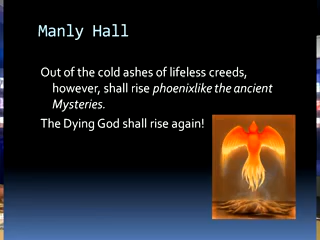 Manly Hall
Out of the cold ashes of lifeless creeds,
however, shall rise phoenixlike the ancient
Mysteries.
The Dying God shall rise again!